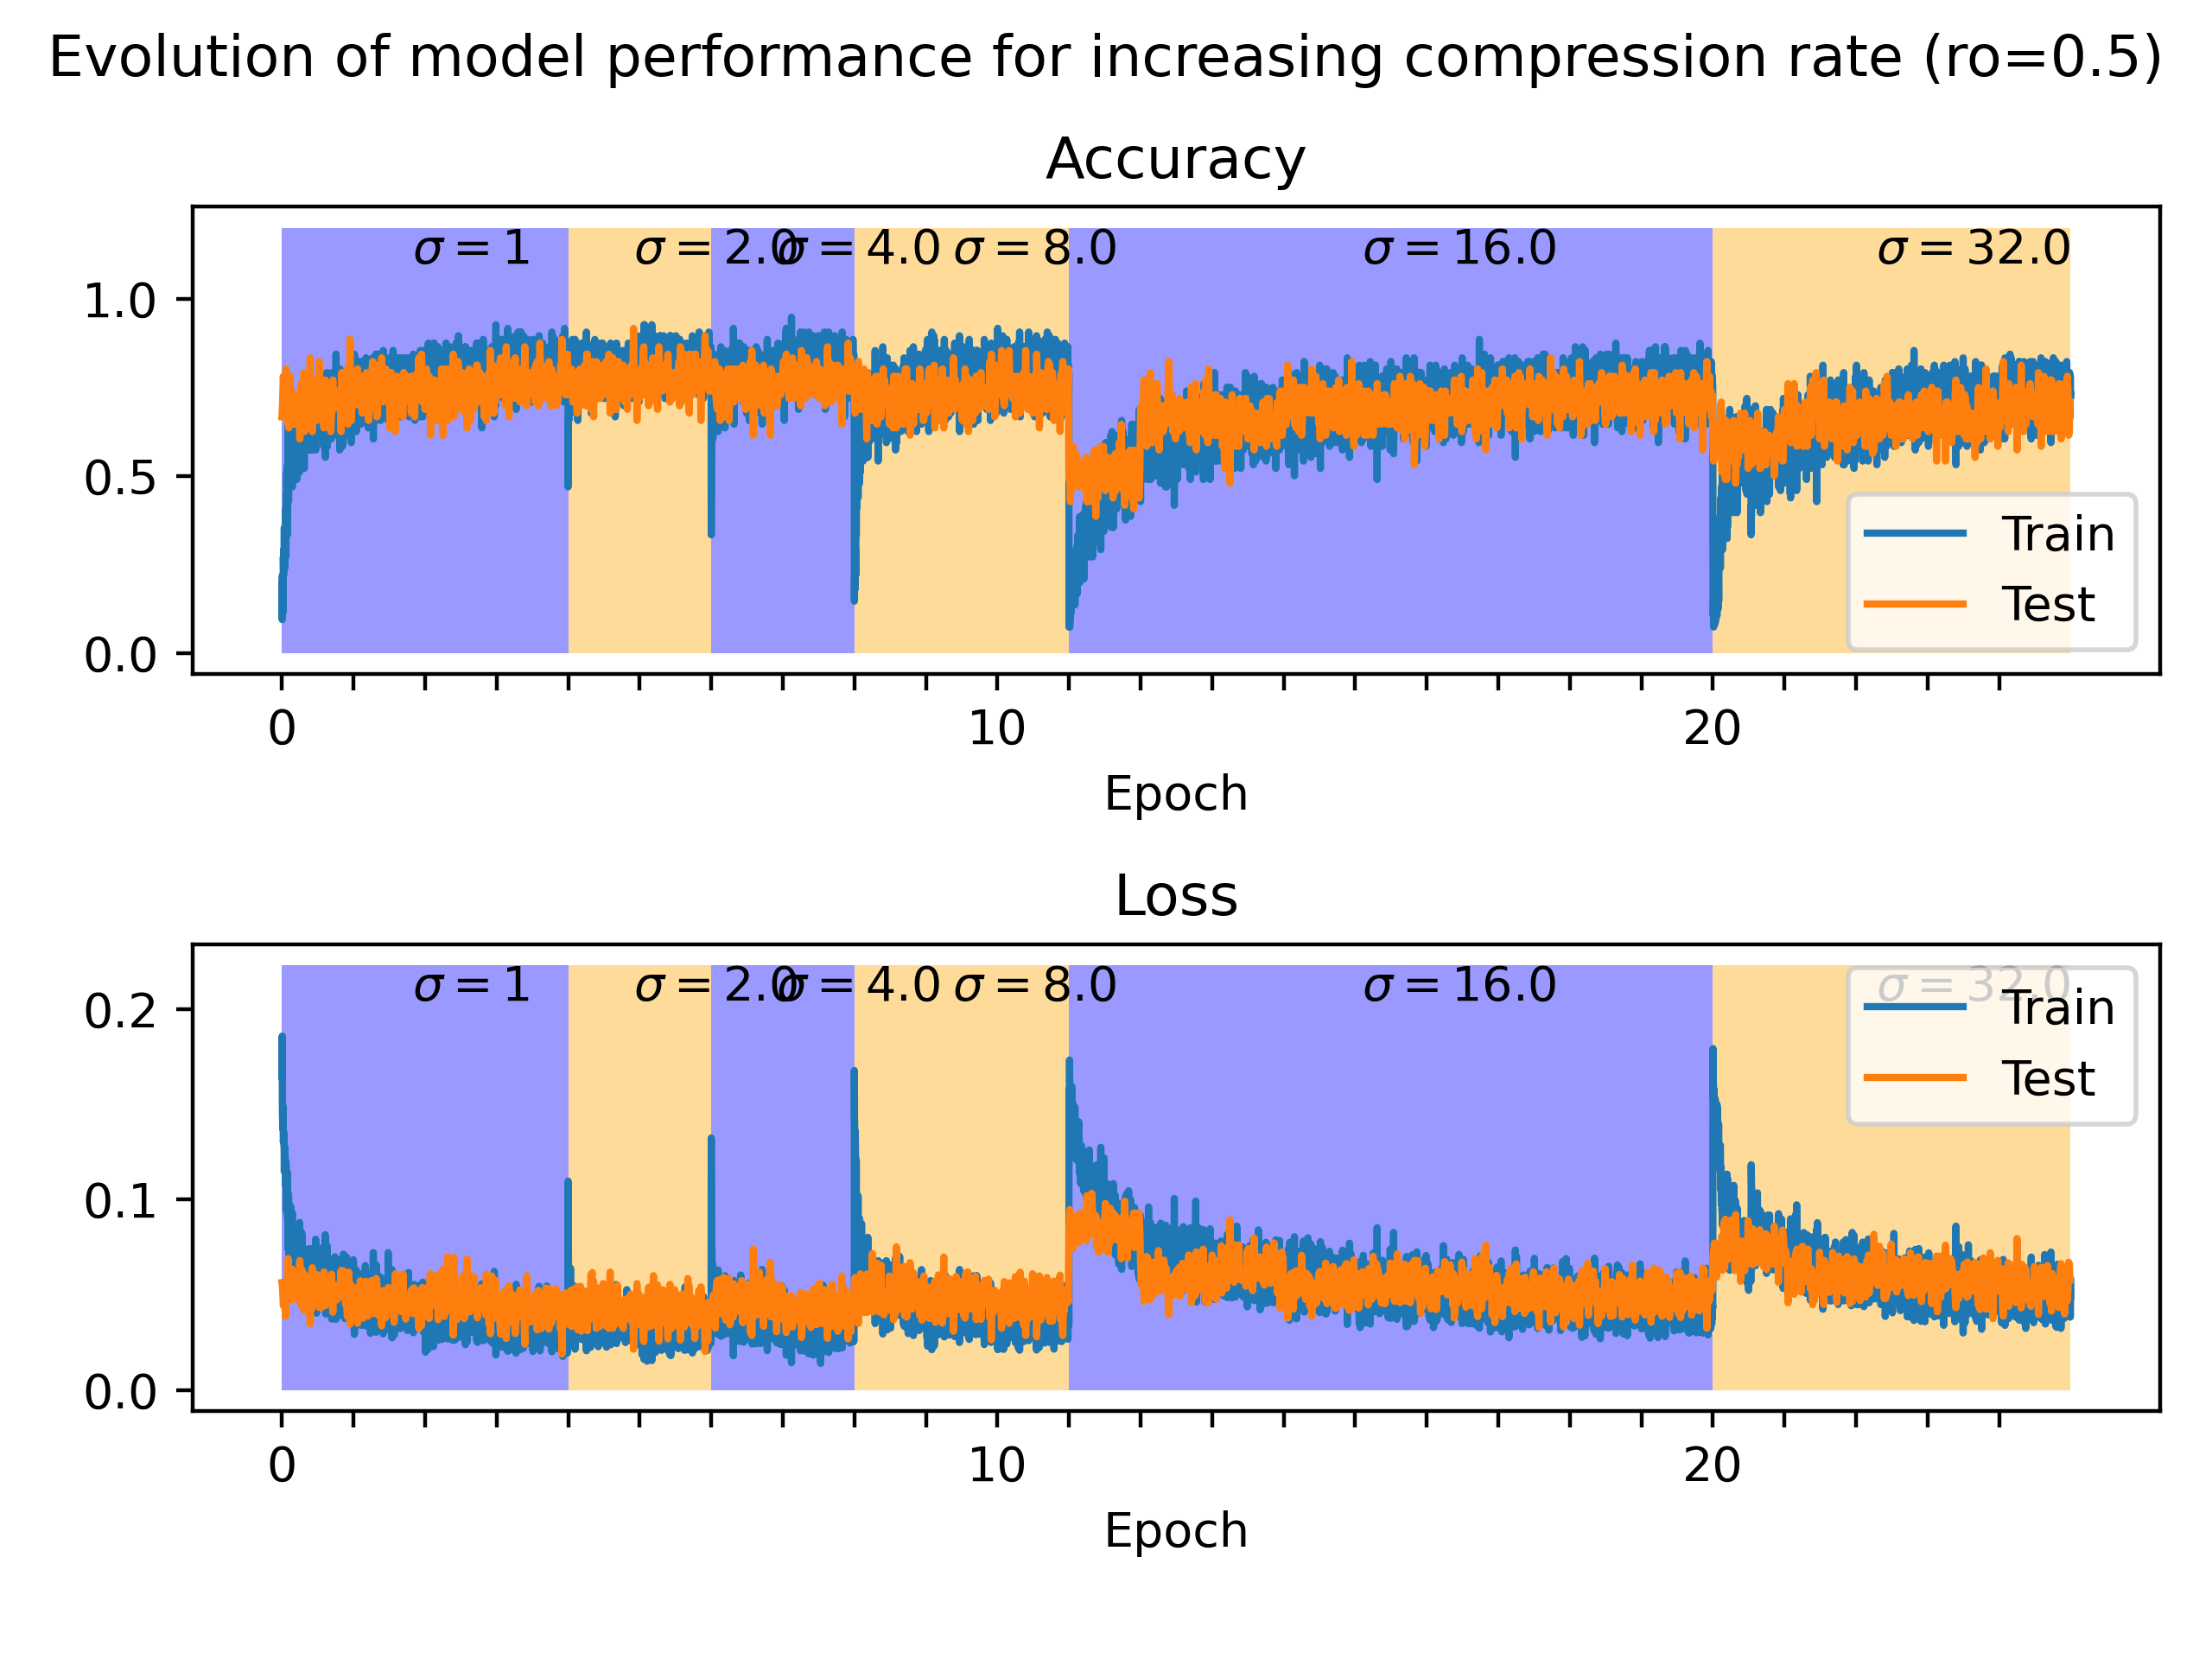 Evolution of model performance for increasing compression rate (ro=0.5)
Accuracy
σ = 1 σ = 2.0 σ = 4.0 σ = 8.0 σ = 16.0 σ = 32.0
1.0
0.5
0.0
Train
Test
0 10 20
Epoch
Loss
σ = 1 σ = 2.0 σ = 4.0 σ = 8.0 σ = 16.0 σ = 32.0
0.2
0.1
0.0
Train
Test
0 10 20
Epoch